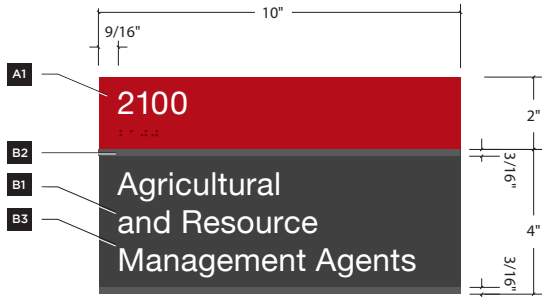 10"
9/16"
A1
2100
2"
B2
3/16"
B1
Agricultural
and Resource
B3
Management Agents
4"
3/16"